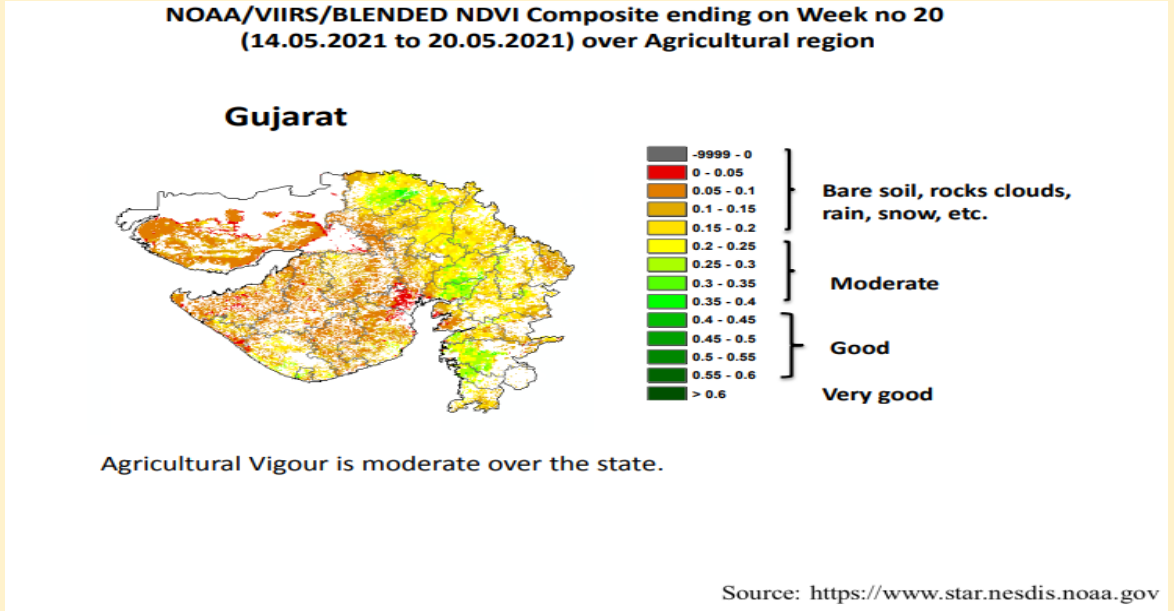 NOAA/VIIRS/BLENDED NDVI Composite ending on Week no 20
(14.05.2021 to 20.05.2021) over Agricultural region
Gujarat
-9999 - 0
0 - 0.05
0.05 - 0.1
0.1 - 0.15
0.15 - 0.2
0.2 - 0.25
0.25 - 0.3
0.3 - 0.35
0.35 - 0.4
0.4 - 0.45
0.45 - 0.5
0.5 - 0.55
0.55 - 0.6
> 0.6
Bare soil, rocks clouds,
rain, snow, etc.
Moderate
Good
Very good
Agricultural Vigour is moderate over the state.
Source: https://www.star.nesdis.noaa.gov